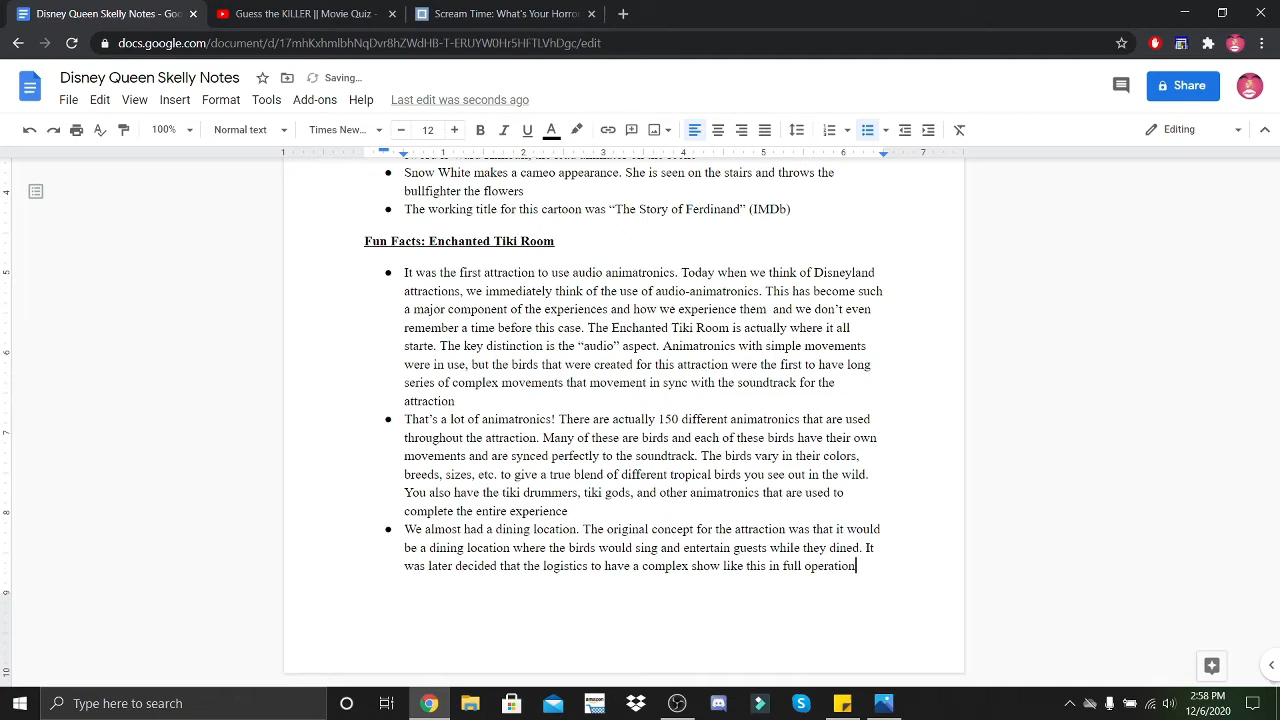 Disney Queen Skelly Notes - Goo
Guess the KILLER || Movie Quiz -
Scream Time: What's Your Horror
docs.google.com/document/d/17mhKxhmlbhNqDvr8hZWdHB-T-ERUYW0Hr5HFTLVhDgc/edit
Disney Queen Skelly Notes
Saving...
File Edit View Insert Format Tools Add-ons Help Last edit was seconds ago
Share
100% Normal text Times New... 12 Editing
1 1 2 3 4 5 6 7
Snow White makes a cameo appearance. She is seen on the stairs and throws the
bullfighter the flowers
The working title for this cartoon was “The Story of Ferdinand” (IMDb)
Fun Facts: Enchanted Tiki Room
It was the first attraction to use audio animatronics. Today when we think of Disneyland
attractions, we immediately think of the use of audio-animatronics. This has become such
a major component of the experiences and how we experience them and we don’t even
remember a time before this case. The Enchanted Tiki Room is actually where it all
starte. The key distinction is the “audio” aspect. Animatronics with simple movements
were in use, but the birds that were created for this attraction were the first to have long
series of complex movements that movement in sync with the soundtrack for the
attraction
That’s a lot of animatronics! There are actually 150 different animatronics that are used
throughout the attraction. Many of these are birds and each of these birds have their own
movements and are synced perfectly to the soundtrack. The birds vary in their colors,
breeds, sizes, etc. to give a true blend of different tropical birds you see out in the wild.
You also have the tiki drummers, tiki gods, and other animatronics that are used to
complete the entire experience
We almost had a dining location. The original concept for the attraction was that it would
be a dining location where the birds would sing and entertain guests while they dined. It
was later decided that the logistics to have a complex show like this in full operation
Type here to search
2:58 PM
12/6/2020